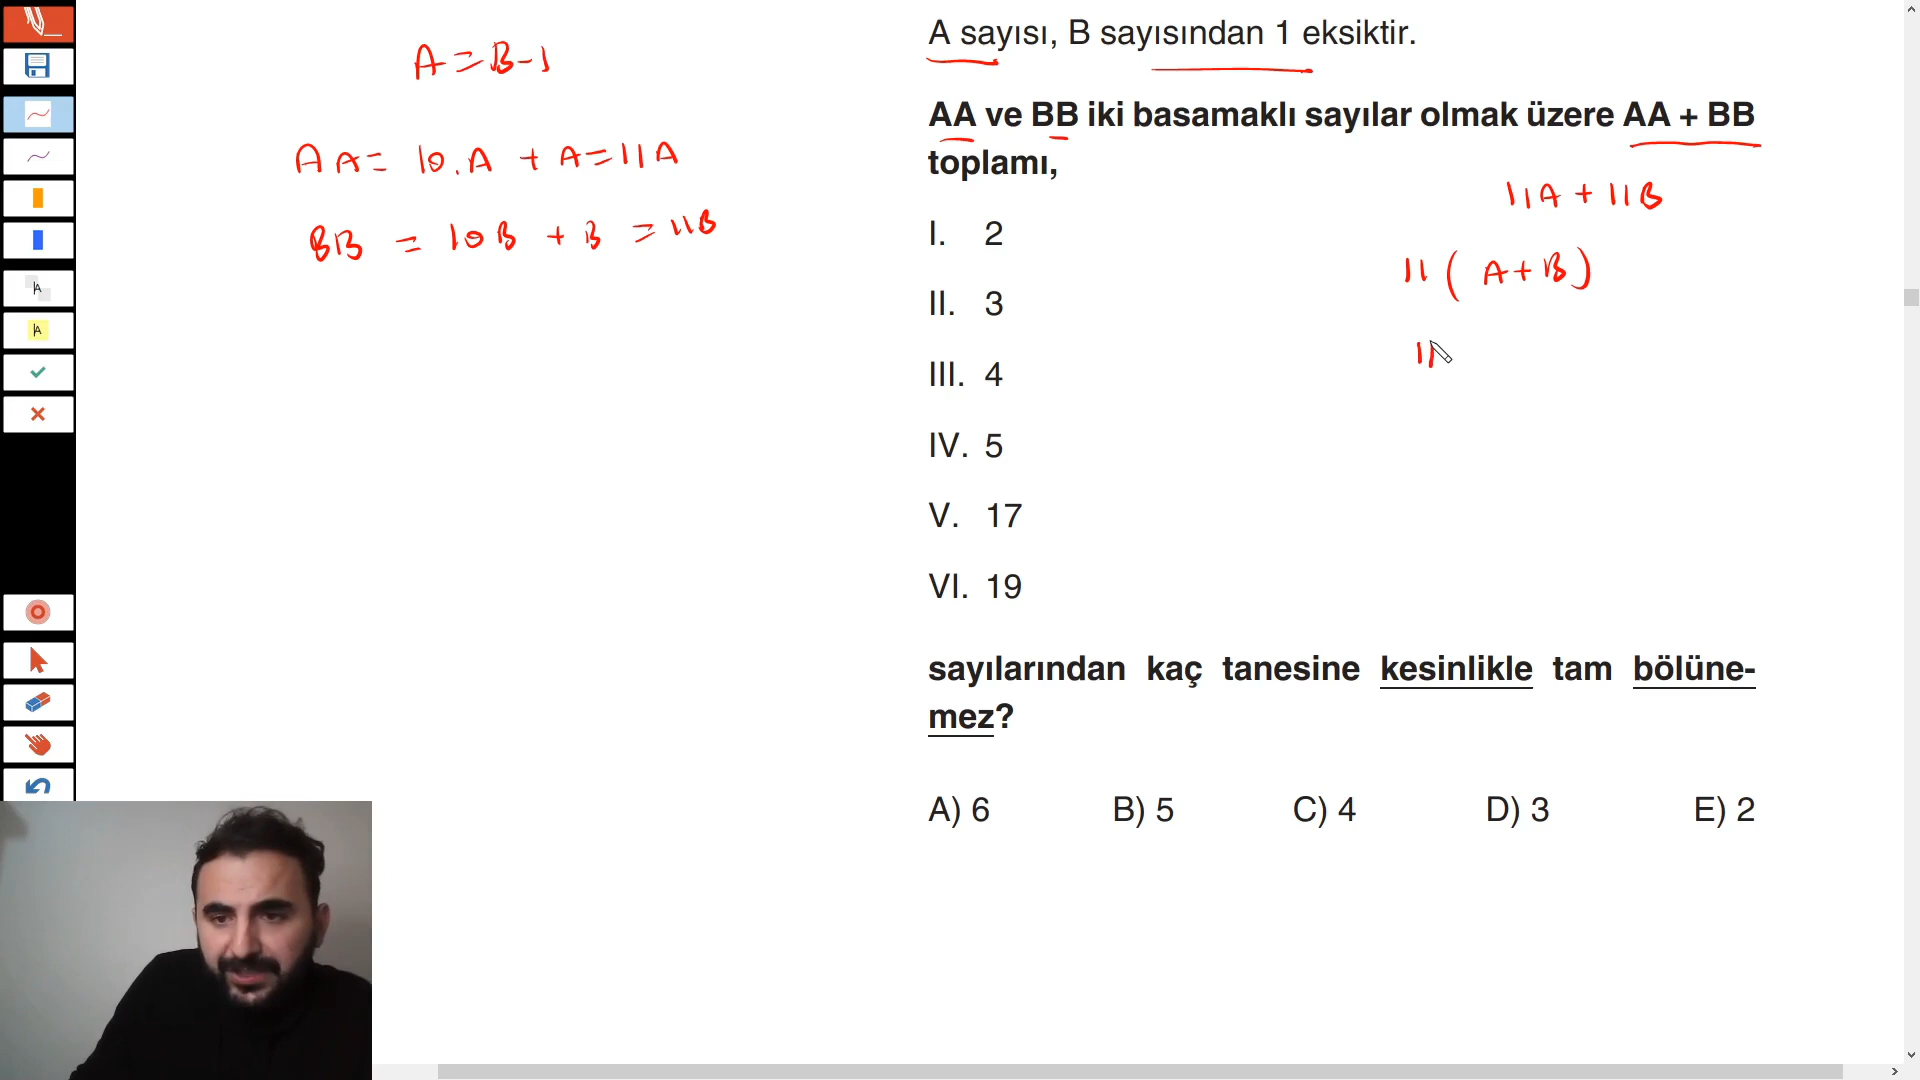 A = B - 1
AA = 10.A + A = 11A
BB = 10B + B = 11B
A sayısı, B sayısından 1 eksiktir.
AA ve BB iki basamaklı sayılar olmak üzere AA + BB
toplamı,
11A + 11B
I. 2
11 ( A + B )
II. 3
11
III. 4
IV. 5
V. 17
VI. 19
sayılarından kaç tanesine kesinlikle tam bölüne-
mez?
A) 6 B) 5 C) 4 D) 3 E) 2